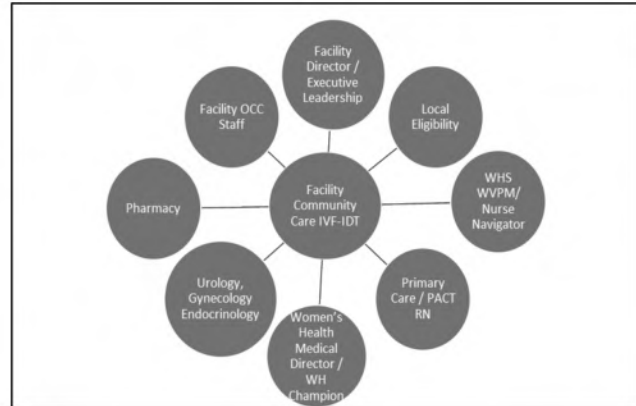 Facility
Director /
Executive
Leadership
Facility OCC
Staff
Local
Eligibility
Pharmacy
Facility
Community
Care IVF-IDT
WHS
WVPM/
Nurse
Navigator
Urology,
Gynecology
Endocrinology
Primary
Care / PACT
RN
Women's
Health
Medical
Director /
WH
Champion